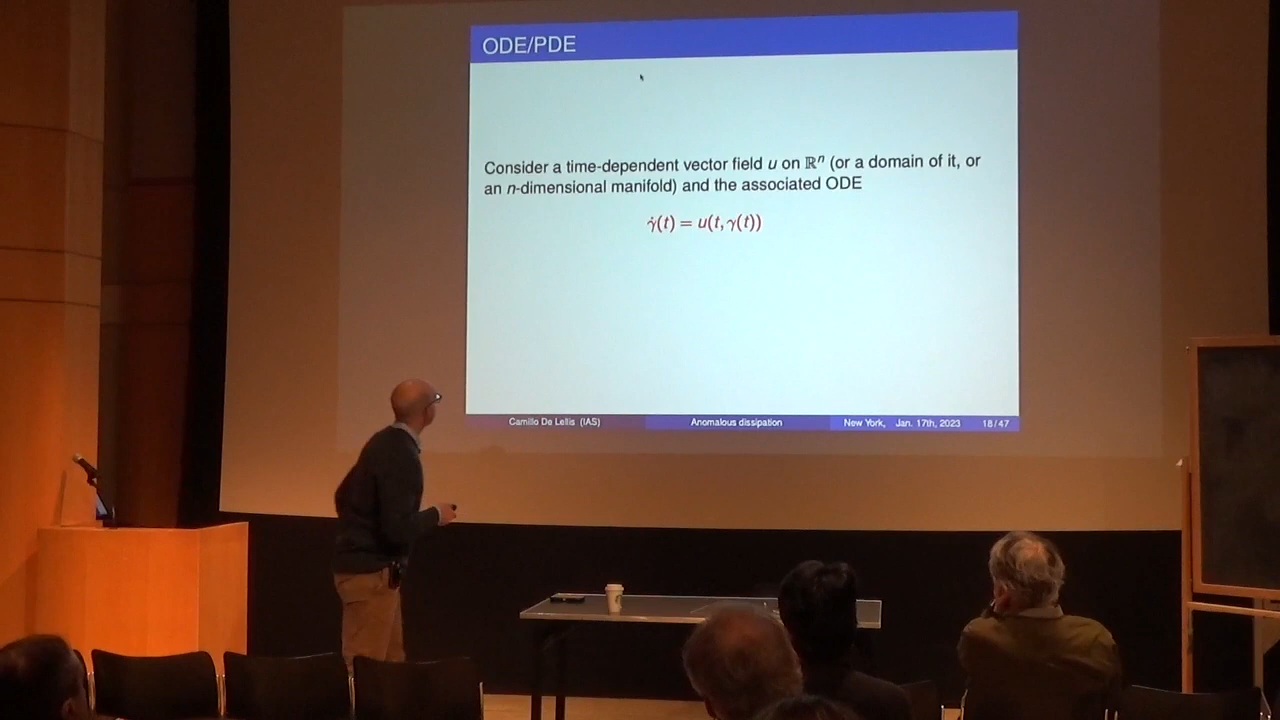 ODE/PDE
Consider a time-dependent vector field u on ℝⁿ (or a domain of it, or
an n-dimensional manifold) and the associated ODE
γ̇(t) = u(t, γ(t))
Camillo De Lellis (IAS) Anomalous dissipation New York, Jan. 17th, 2023 18/47